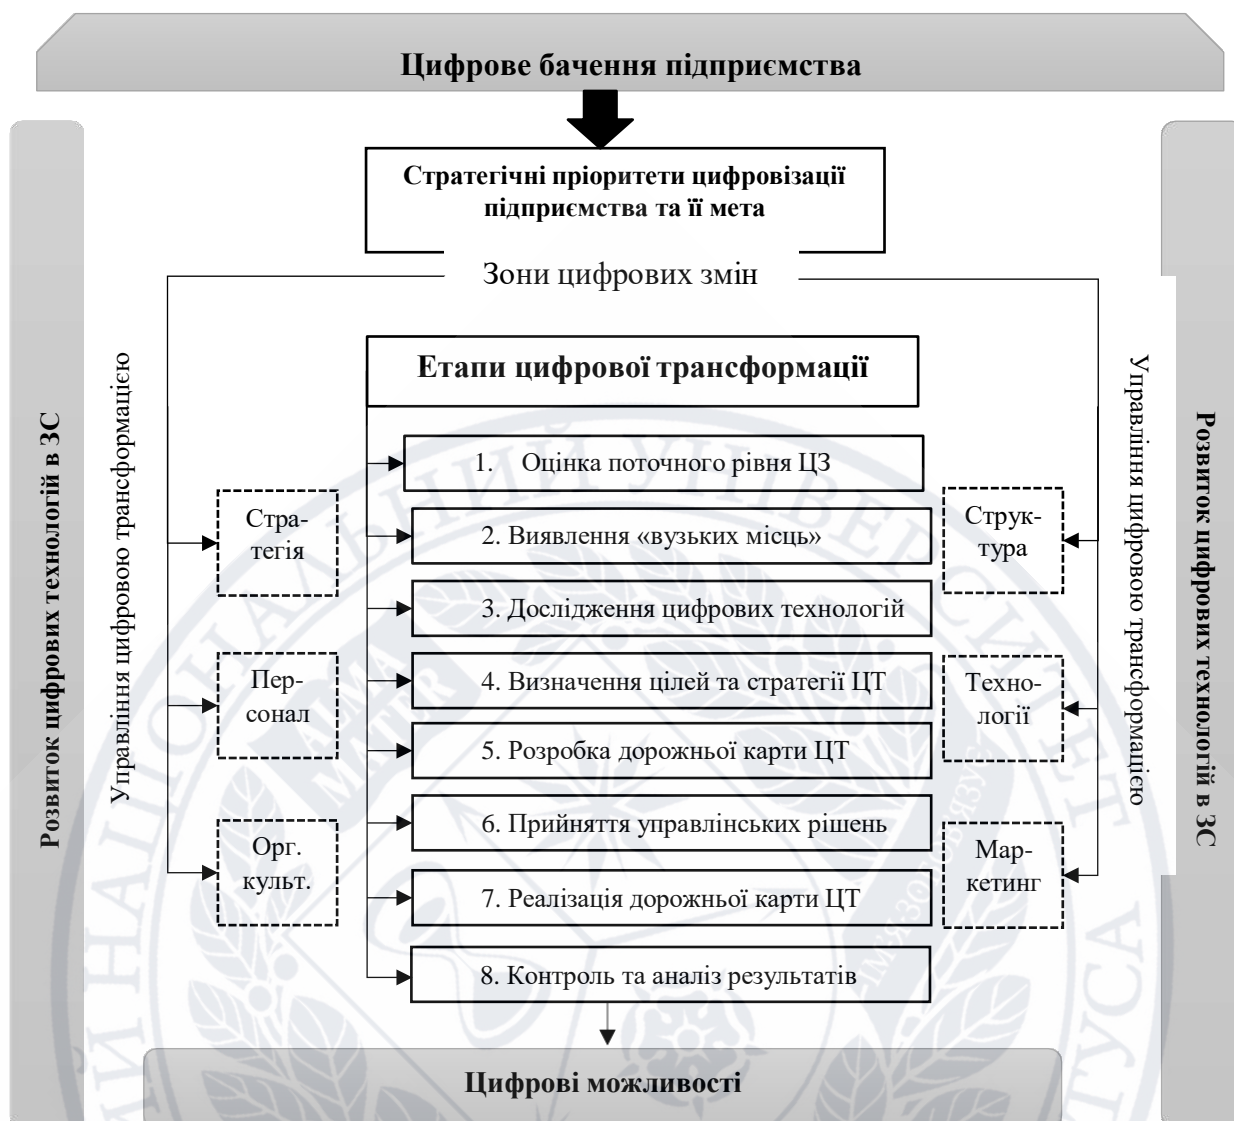 Цифрове бачення підприємства
Стратегічні пріоритети цифровізації
підприємства та її мета
Зони цифрових змін
Розвиток цифрових технологій в ЗС
Управління цифровою трансформацією
Стра-
тегія
Пер-
сонал
Орг.
культ.
Етапи цифрової трансформації
1. Оцінка поточного рівня ЦЗ
2. Виявлення «вузьких місць»
3. Дослідження цифрових технологій
4. Визначення цілей та стратегії ЦТ
5. Розробка дорожньої карти ЦТ
6. Прийняття управлінських рішень
7. Реалізація дорожньої карти ЦТ
8. Контроль та аналіз результатів
Струк-
тура
Техно-
логії
Мар-
кетинг
Управління цифровою трансформацією
Розвиток цифрових технологій в ЗС
Цифрові можливості
НАЦІОНАЛЬНИЙ УНІВЕРСИТЕТ
ALMA
MATER